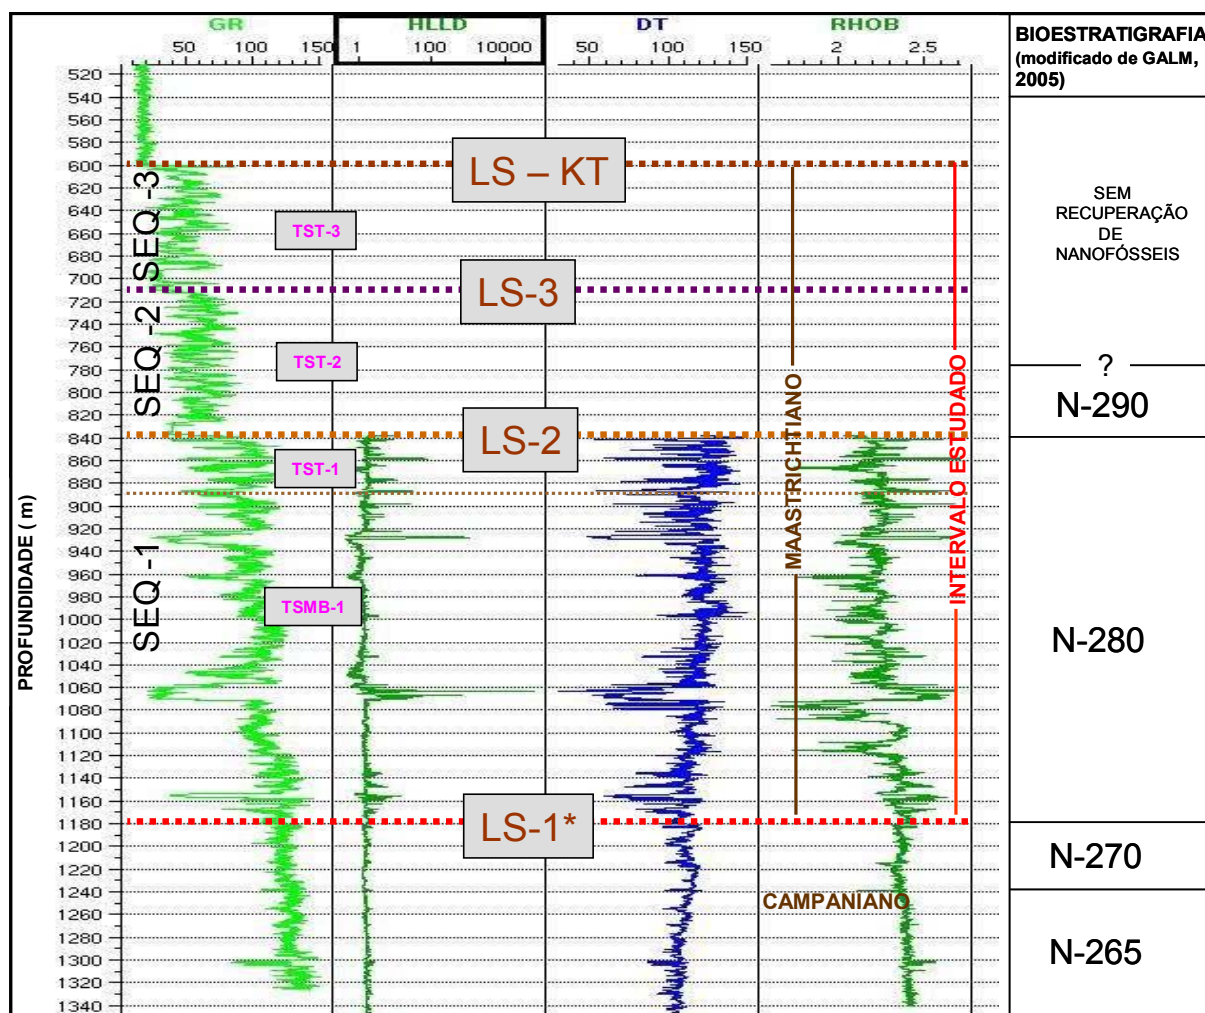 GR
HLLD
DT
RHOB
BIOESTRATIGRAFIA
(modificado de GALM,
2005)
50 100 150
1 100 10000
50 100 150
2 2.5
PROFUNDIDADE ( m)
520
540
560
580
600
620
640
660
680
700
720
740
760
780
800
820
840
860
880
900
920
940
960
980
1000
1020
1040
1060
1080
1100
1120
1140
1160
1180
1200
1220
1240
1260
1280
1300
1320
1340
SEQ -3
SEQ -2
SEQ -1
LS – KT
TST-3
LS-3
TST-2
LS-2
TST-1
TSMB-1
LS-1*
MAASTRICHTIANO
INTERVALO ESTUDADO
CAMPANIANO
SEM
RECUPERAÇÃO
DE
NANOFÓSSEIS
?
N-290
N-280
N-270
N-265